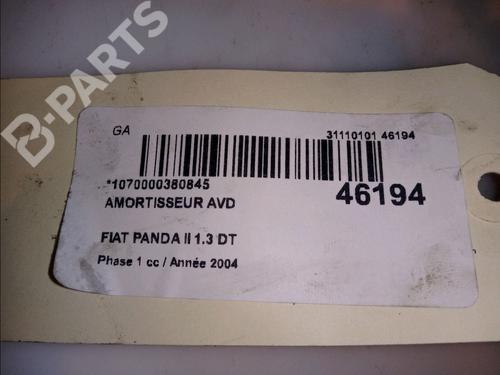 B-PARTS
GA
31110101 46194
*1070000380845
46194
AMORTISSEUR AVD
FIAT PANDA II 1.3 DT
Phase 1 cc / Année 2004